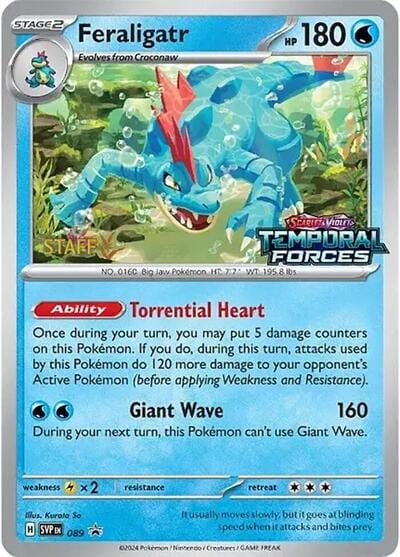 STAGE2 Feraligatr HP 180
Evolves from Croconaw
STAFF
SCARLET & VIOLET
TEMPORAL
FORCES
NO. 0160 Big Jaw Pokémon. HT: 7'7" WT: 195.8 lbs
Ability Torrential Heart
Once during your turn, you may put 5 damage counters
on this Pokémon. If you do, during this turn, attacks used
by this Pokémon do 120 more damage to your opponent's
Active Pokémon (before applying Weakness and Resistance).
Giant Wave 160
During your next turn, this Pokémon can't use Giant Wave.
weakness ×2 resistance retreat
Illus. Kurata So
It usually moves slowly, but it goes at blinding
speed when it attacks and bites prey.
H SVP EN 089
©2024 Pokémon / Nintendo / Creatures / GAME FREAK